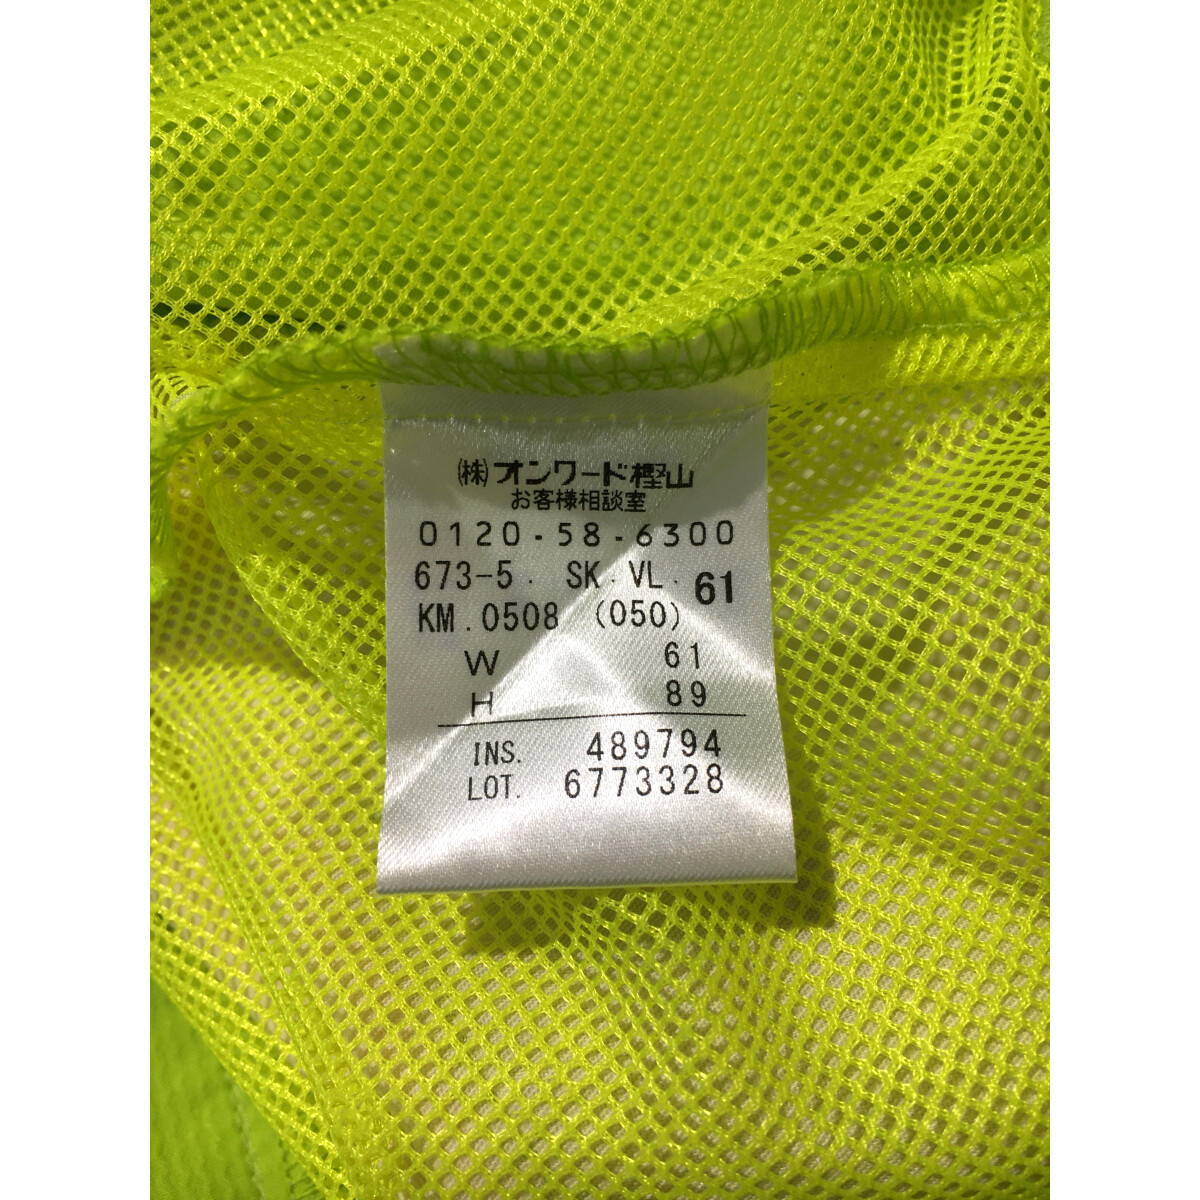 (株)オンワード樫山
お客様相談室
0120-58-6300
673-5. SK.VL. 61
KM.0508 (050)
W 61
H 89
INS. 489794
LOT. 6773328